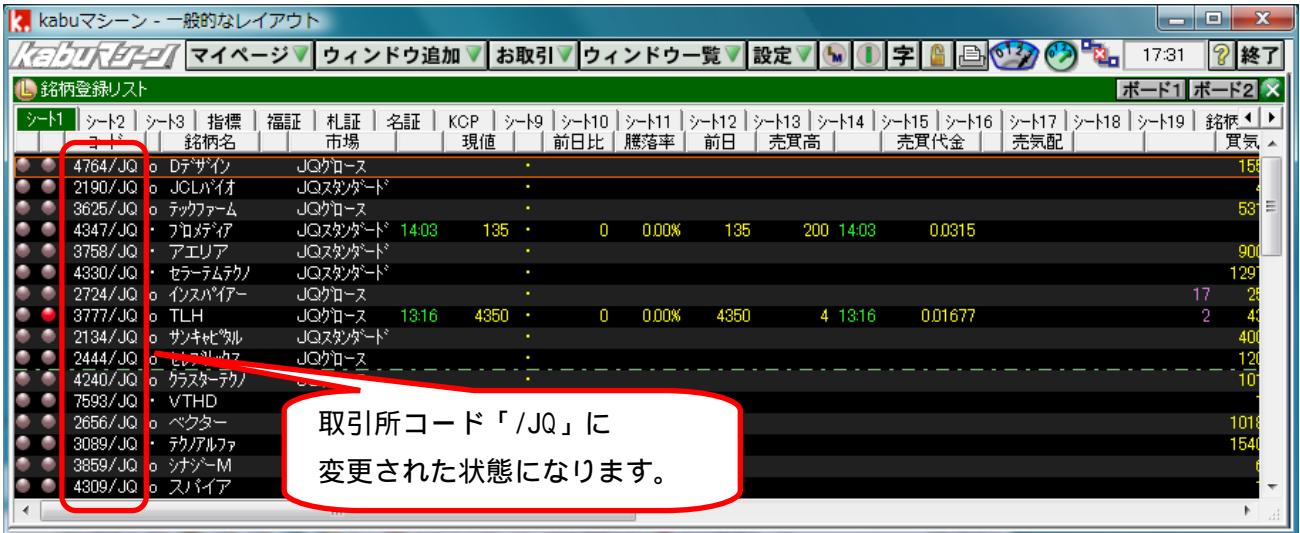 kabuマシーン - 一般的なレイアウト
kabuマシーン マイページ ウィンドウ追加 お取引 ウィンドウ一覧 設定 字 17:31 終了
銘柄登録リスト ボード1 ボード2
シート1 シート2 シート3 指標 福証 札証 名証 KCP シート9 シート10 シート11 シート12 シート13 シート14 シート15 シート16 シート17 シート18 シート19 銘柄
コード 銘柄名 市場 現値 前日比 騰落率 前日 売買高 売買代金 売気配 買気
4764/JQ o Dデザイン JQグロース
2190/JQ o JCLバイオ JQスタンダード
3625/JQ o テックファーム JQグロース
4347/JQ ・ ブロメディア JQスタンダード 14:03 135 ・ 0 0.00% 135 200 14:03 0.0315
3758/JQ ・ アエリア JQスタンダード
4330/JQ ・ セラーテムテクノ JQスタンダード
2724/JQ o インスパイアー JQグロース 17
3777/JQ o TLH JQグロース 13:16 4350 ・ 0 0.00% 4350 4 13:16 0.01677 2
2134/JQ o サンキャピタル JQスタンダード
2444/JQ o セレブリックス JQグロース
4240/JQ o クラスターテクノ
7593/JQ ・ VTHD
2656/JQ o ベクター
3089/JQ ・ テクノアルファ
3859/JQ o シナジーM
4309/JQ o スパイア
取引所コード「/JQ」に
変更された状態になります。